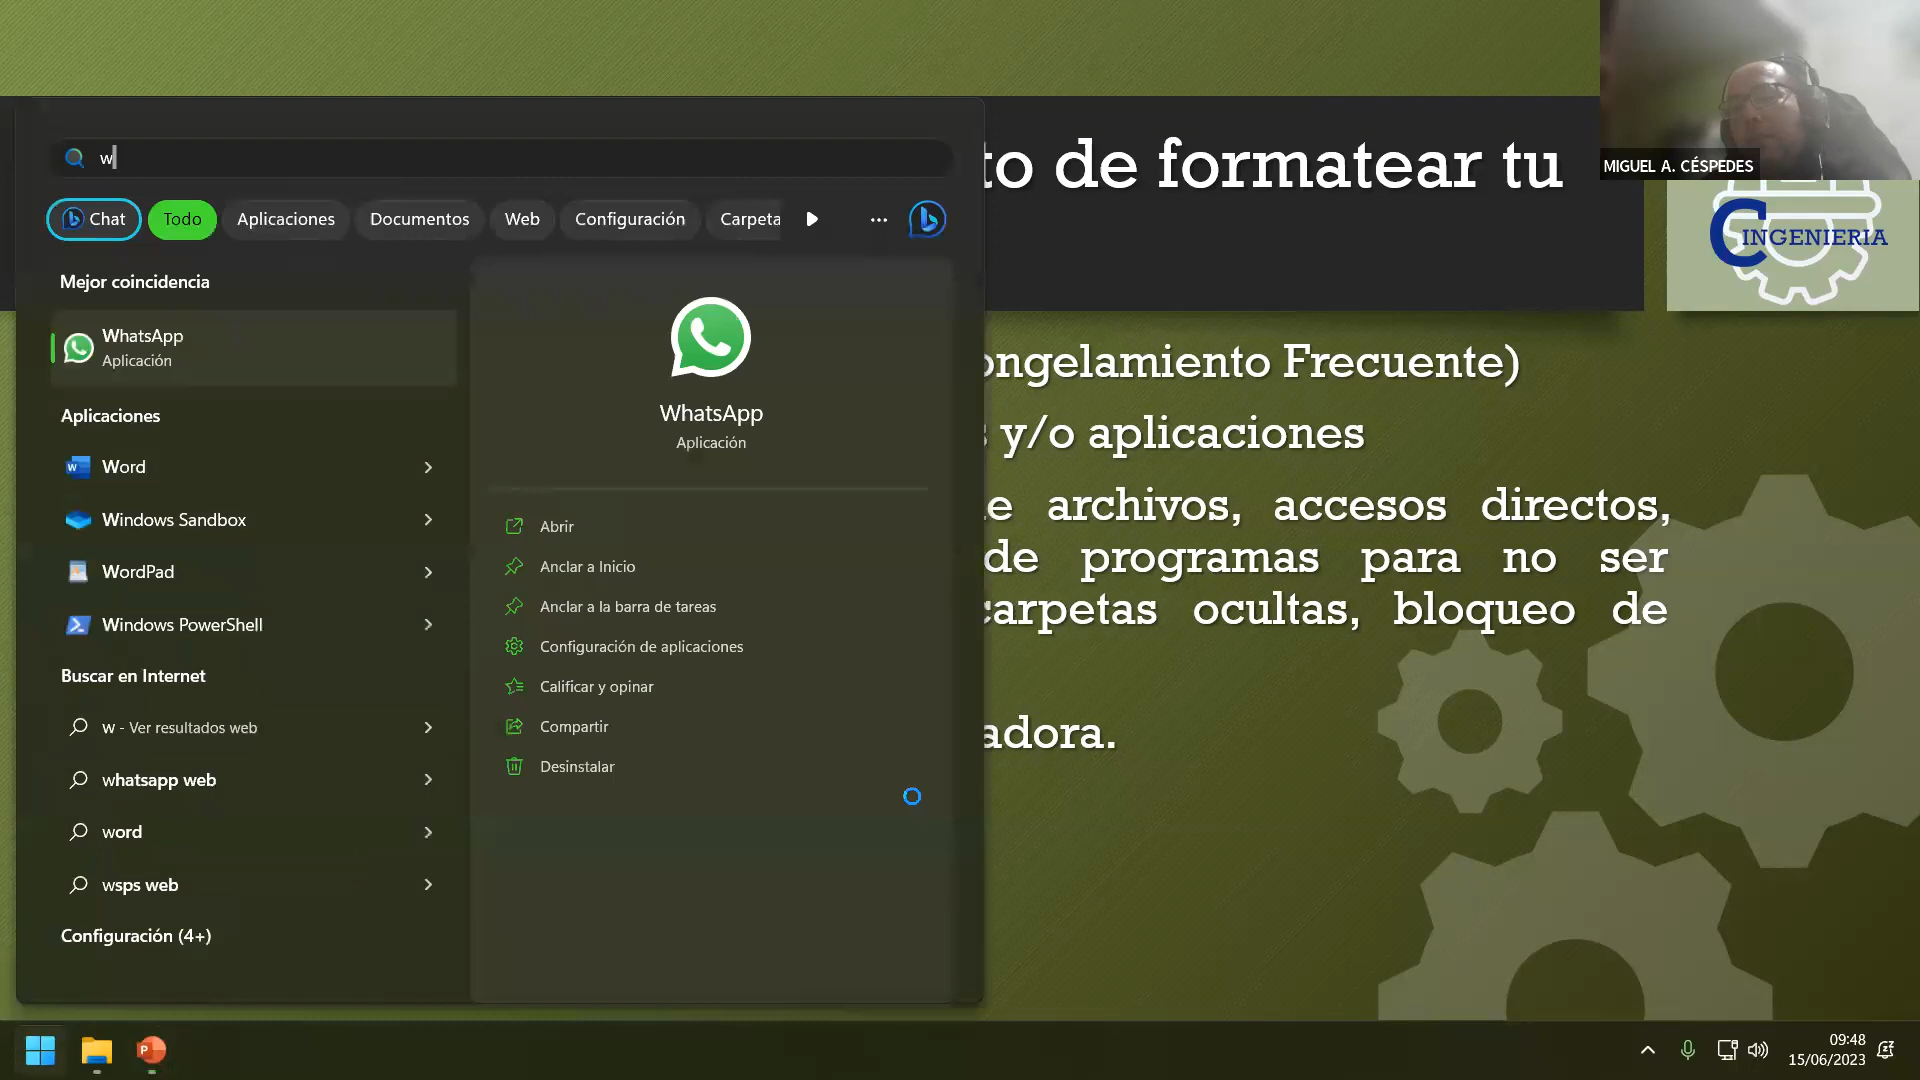 w
Chat
Todo
Aplicaciones
Documentos
Web
Configuración
Carpeta
Mejor coincidencia
WhatsApp
Aplicación
Aplicaciones
Word
Windows Sandbox
WordPad
Windows PowerShell
Buscar en Internet
w - Ver resultados web
whatsapp web
word
wsps web
Configuración (4+)
WhatsApp
Aplicación
Abrir
Anclar a Inicio
Anclar a la barra de tareas
Configuración de aplicaciones
Calificar y opinar
Compartir
Desinstalar
to de formatear tu
ongelamiento Frecuente)
y/o aplicaciones
e archivos, accesos directos,
de programas para no ser
carpetas ocultas, bloqueo de
adora.
MIGUEL A. CÉSPEDES
C INGENIERIA
09:48
15/06/2023